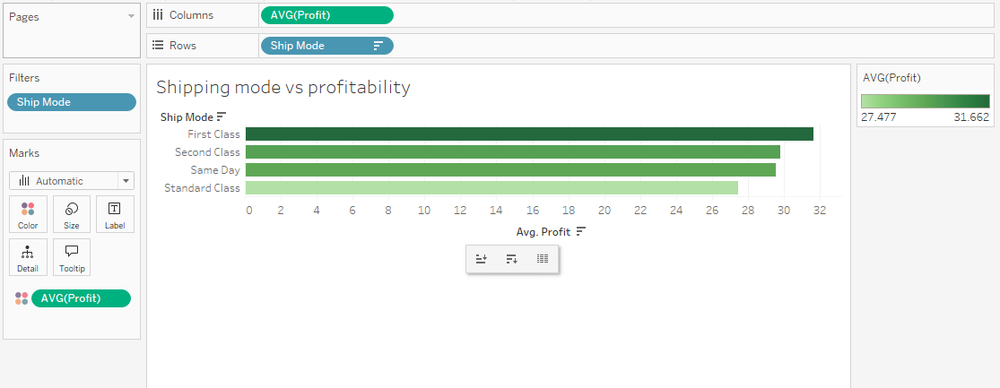 Pages
Columns
AVG(Profit)
Rows
Ship Mode
Filters
Ship Mode
Marks
Automatic
Color
Size
Label
Detail
Tooltip
AVG(Profit)
Shipping mode vs profitability
Ship Mode
First Class
Second Class
Same Day
Standard Class
0 2 4 6 8 10 12 14 16 18 20 22 24 26 28 30 32
Avg. Profit
AVG(Profit)
27.477 31.662